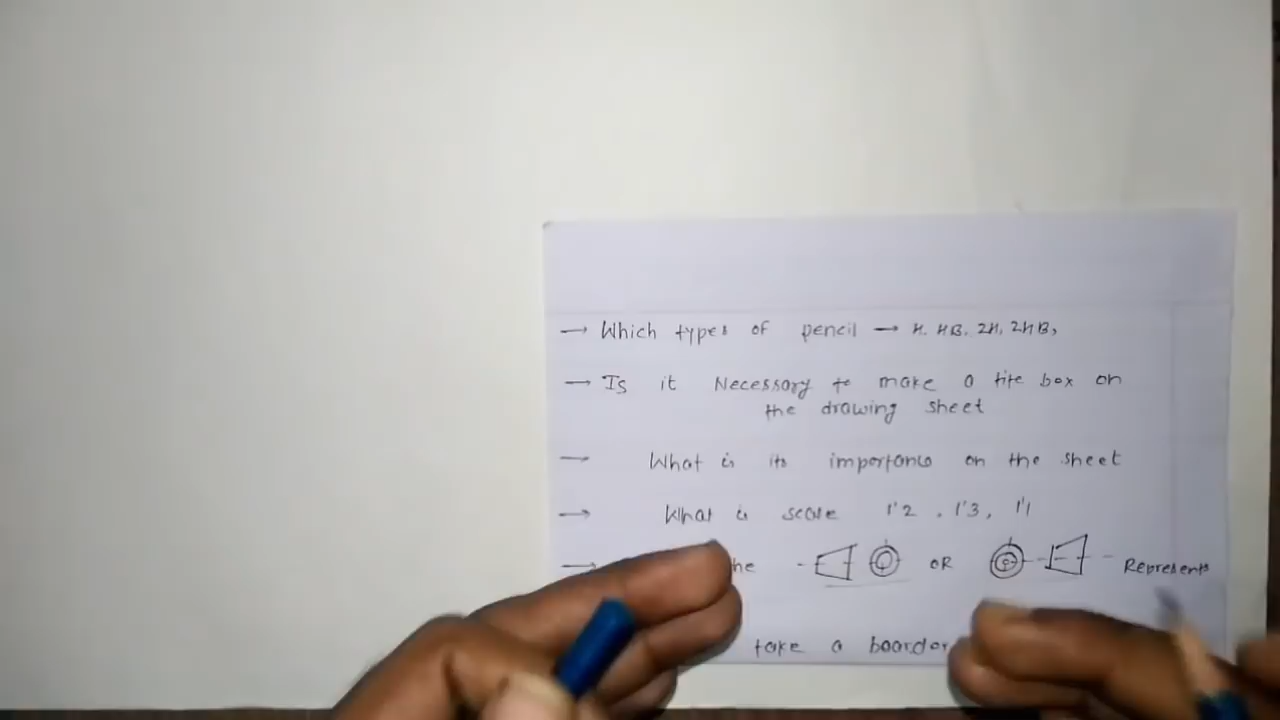 → Which types of pencil → H, HB, 2H, 2HB,
→ Is it Necessary to make a tite box on
the drawing sheet
→ What is its importanc on the sheet
→ What is scale 1:2, 1:3, 1:1
→ he OR Represents
take a boarder